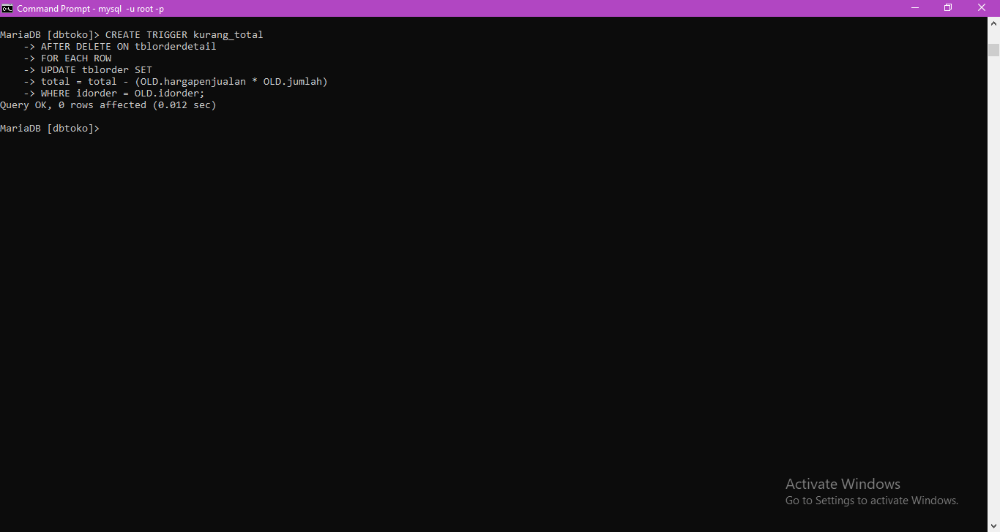 Command Prompt - mysql -u root -p
MariaDB [dbtoko]> CREATE TRIGGER kurang_total
    -> AFTER DELETE ON tblorderdetail
    -> FOR EACH ROW
    -> UPDATE tblorder SET
    -> total = total - (OLD.hargapenjualan * OLD.jumlah)
    -> WHERE idorder = OLD.idorder;
Query OK, 0 rows affected (0.012 sec)
MariaDB [dbtoko]>
Activate Windows
Go to Settings to activate Windows.